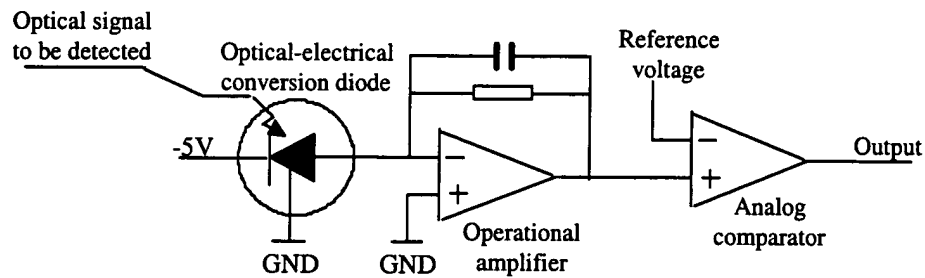 Optical signal
to be detected
Optical-electrical
conversion diode
Reference
voltage
-5V
−
+
−
+
Output
GND
GND
Operational
amplifier
Analog
comparator